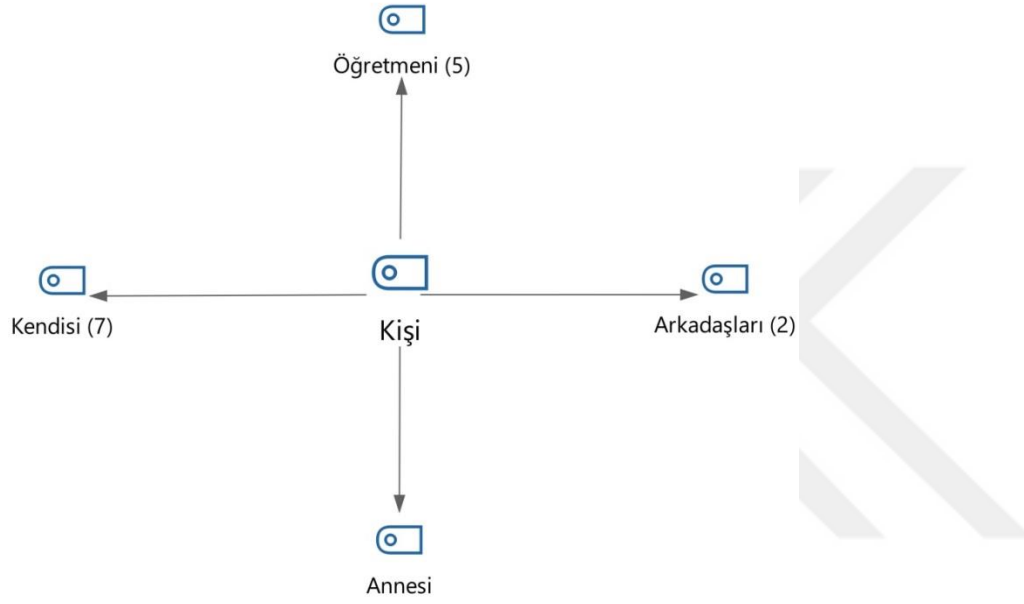 Öğretmeni (5)
Kendisi (7)
Kişi
Arkadaşları (2)
Annesi